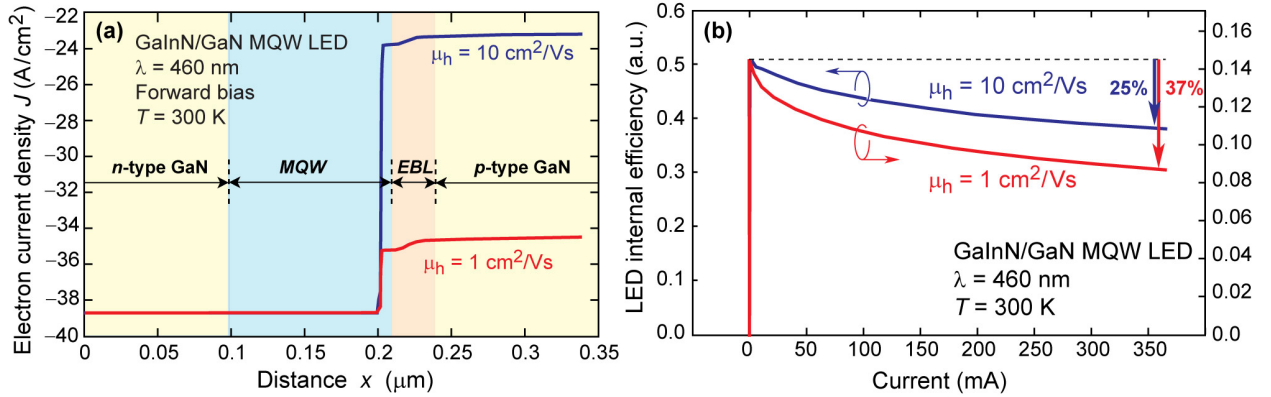 (a)
GaInN/GaN MQW LED
λ = 460 nm
Forward bias
T = 300 K
μh = 10 cm²/Vs
n-type GaN
MQW
EBL
p-type GaN
μh = 1 cm²/Vs
Electron current density J (A/cm²)
−22
−24
−26
−28
−30
−32
−34
−36
−38
−40
0
0.05
0.1
0.15
0.2
0.25
0.3
0.35
Distance x (μm)
(b)
μh = 10 cm²/Vs
25%
37%
μh = 1 cm²/Vs
GaInN/GaN MQW LED
λ = 460 nm
T = 300 K
LED internal efficiency (a.u.)
0.6
0.5
0.4
0.3
0.2
0.1
0.0
0.16
0.14
0.12
0.10
0.08
0.06
0.04
0.02
0.0
0
50
100
150
200
250
300
350
Current (mA)